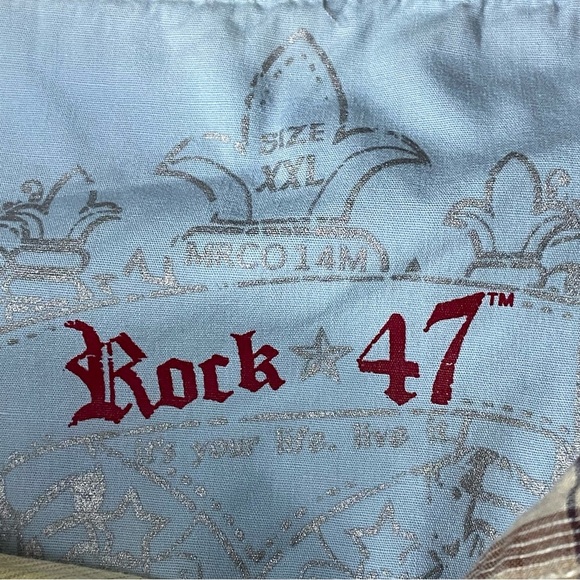 SIZE
XXL
MRCO14M
Rock ★ 47™
it's your life. live it.